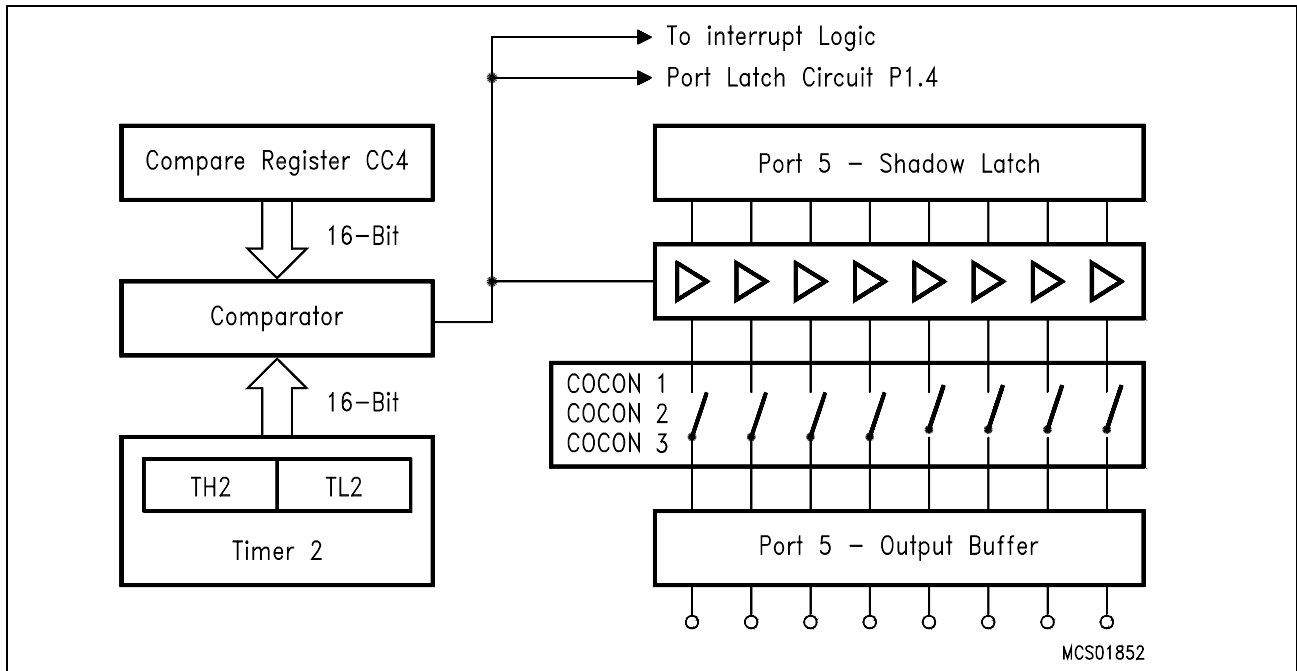 To interrupt Logic
Port Latch Circuit P1.4
Compare Register CC4
Port 5 – Shadow Latch
16–Bit
Comparator
16–Bit
COCON 1
COCON 2
COCON 3
TH2
TL2
Timer 2
Port 5 – Output Buffer
MCS01852